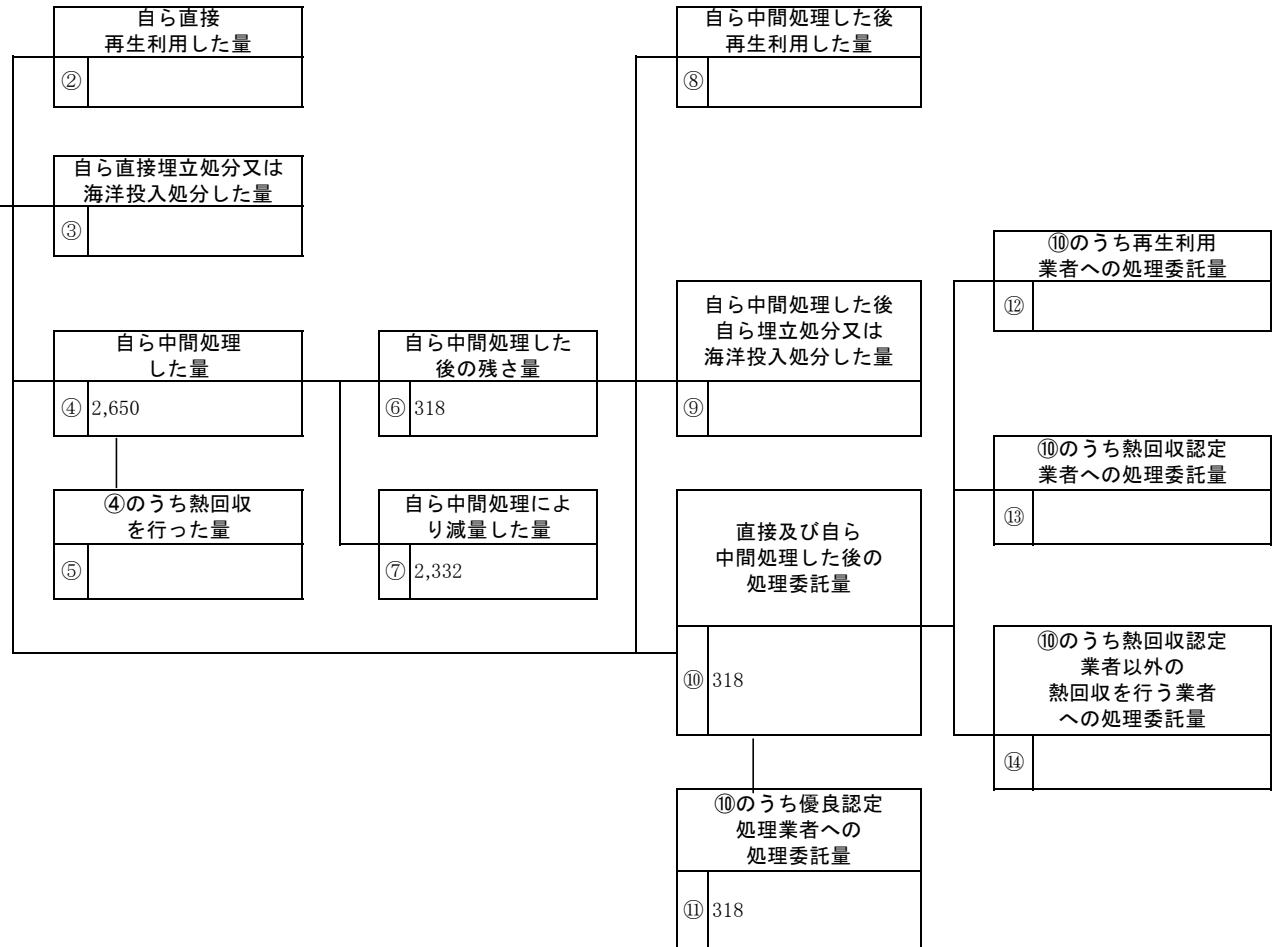 自ら直接
再生利用した量
②
自ら直接埋立処分又は
海洋投入処分した量
③
自ら中間処理
した量
④ 2,650
④のうち熱回収
を行った量
⑤
自ら中間処理した
後の残さ量
⑥ 318
自ら中間処理によ
り減量した量
⑦ 2,332
自ら中間処理した後
再生利用した量
⑧
自ら中間処理した後
自ら埋立処分又は
海洋投入処分した量
⑨
直接及び自ら
中間処理した後の
処理委託量
⑩ 318
⑩のうち優良認定
処理業者への
処理委託量
⑪ 318
⑩のうち再生利用
業者への処理委託量
⑫
⑩のうち熱回収認定
業者への処理委託量
⑬
⑩のうち熱回収認定
業者以外の
熱回収を行う業者
への処理委託量
⑭